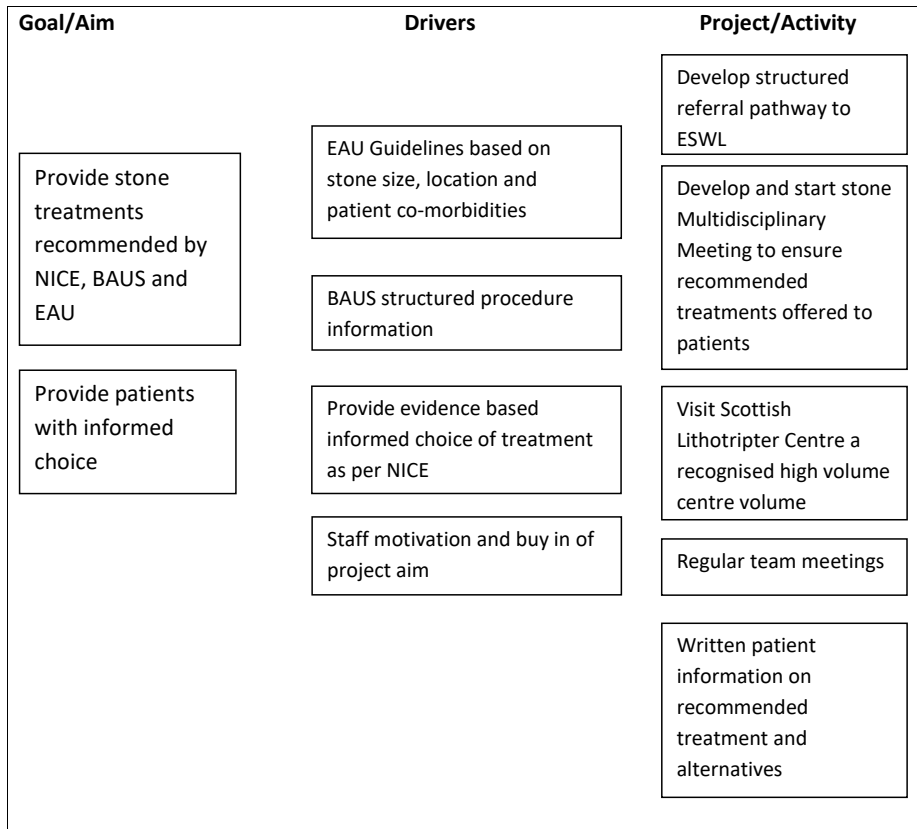 Goal/Aim
Drivers
Project/Activity
Provide stone
treatments
recommended by
NICE, BAUS and
EAU
Provide patients
with informed
choice
EAU Guidelines based on
stone size, location and
patient co-morbidities
BAUS structured procedure
information
Provide evidence based
informed choice of treatment
as per NICE
Staff motivation and buy in of
project aim
Develop structured
referral pathway to
ESWL
Develop and start stone
Multidisciplinary
Meeting to ensure
recommended
treatments offered to
patients
Visit Scottish
Lithotripter Centre a
recognised high volume
centre volume
Regular team meetings
Written patient
information on
recommended
treatment and
alternatives